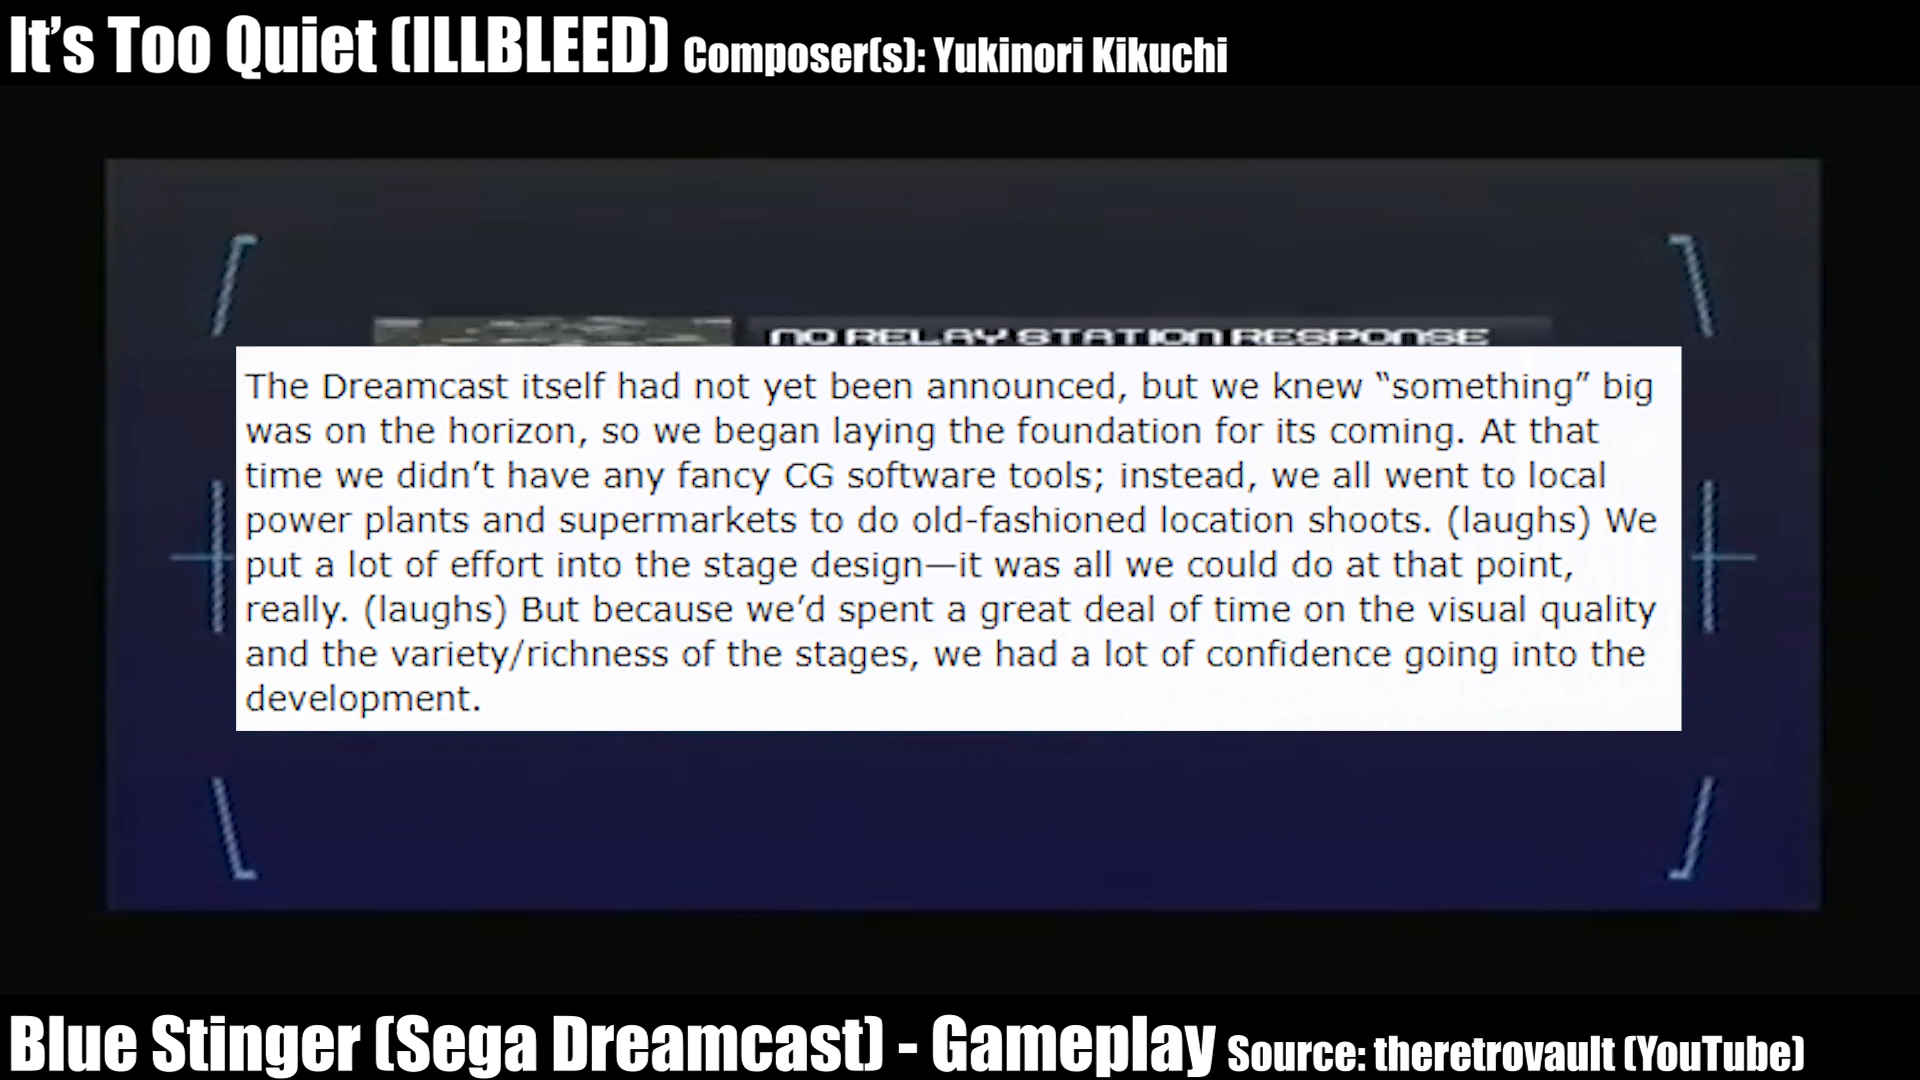 It's Too Quiet (ILLBLEED) Composer(s): Yukinori Kikuchi
NO RELAY STATION RESPONSE
The Dreamcast itself had not yet been announced, but we knew “something” big
was on the horizon, so we began laying the foundation for its coming. At that
time we didn’t have any fancy CG software tools; instead, we all went to local
power plants and supermarkets to do old-fashioned location shoots. (laughs) We
put a lot of effort into the stage design—it was all we could do at that point,
really. (laughs) But because we’d spent a great deal of time on the visual quality
and the variety/richness of the stages, we had a lot of confidence going into the
development.
Blue Stinger (Sega Dreamcast) - Gameplay Source: theretrovault (YouTube)